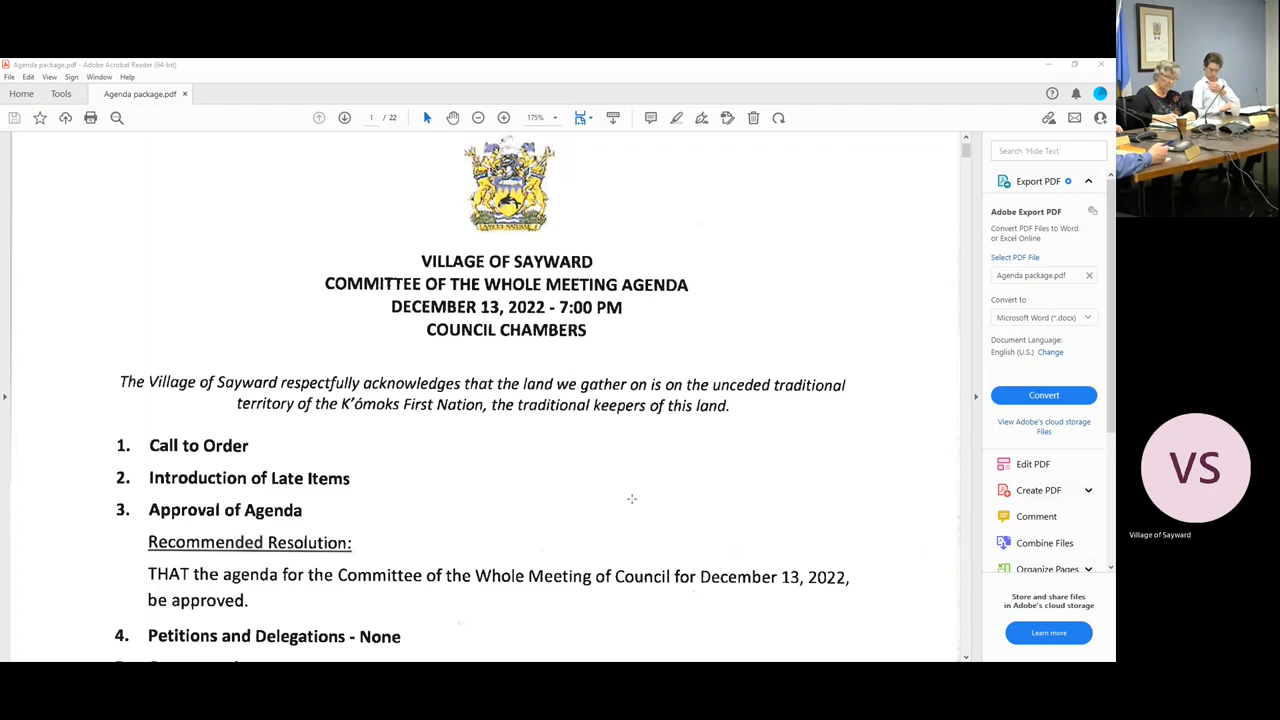 Agenda package.pdf - Adobe Acrobat Reader (64-bit)
File Edit View Sign Window Help
Home Tools Agenda package.pdf ×
1 / 22 175%
VILLAGE OF SAYWARD
COMMITTEE OF THE WHOLE MEETING AGENDA
DECEMBER 13, 2022 - 7:00 PM
COUNCIL CHAMBERS
The Village of Sayward respectfully acknowledges that the land we gather on is on the unceded traditional
territory of the K'ómoks First Nation, the traditional keepers of this land.
1. Call to Order
2. Introduction of Late Items
3. Approval of Agenda
Recommended Resolution:
THAT the agenda for the Committee of the Whole Meeting of Council for December 13, 2022,
be approved.
4. Petitions and Delegations - None
Search 'Hide Text'
Export PDF
Adobe Export PDF
Convert PDF Files to Word
or Excel Online
Select PDF File
Agenda package.pdf
Convert to
Microsoft Word (*.docx)
Document Language:
English (U.S.) Change
Convert
View Adobe's cloud storage
Files
Edit PDF
Create PDF
Comment
Combine Files
Organize Pages
Store and share files
in Adobe's cloud storage
Learn more
VS
Village of Sayward